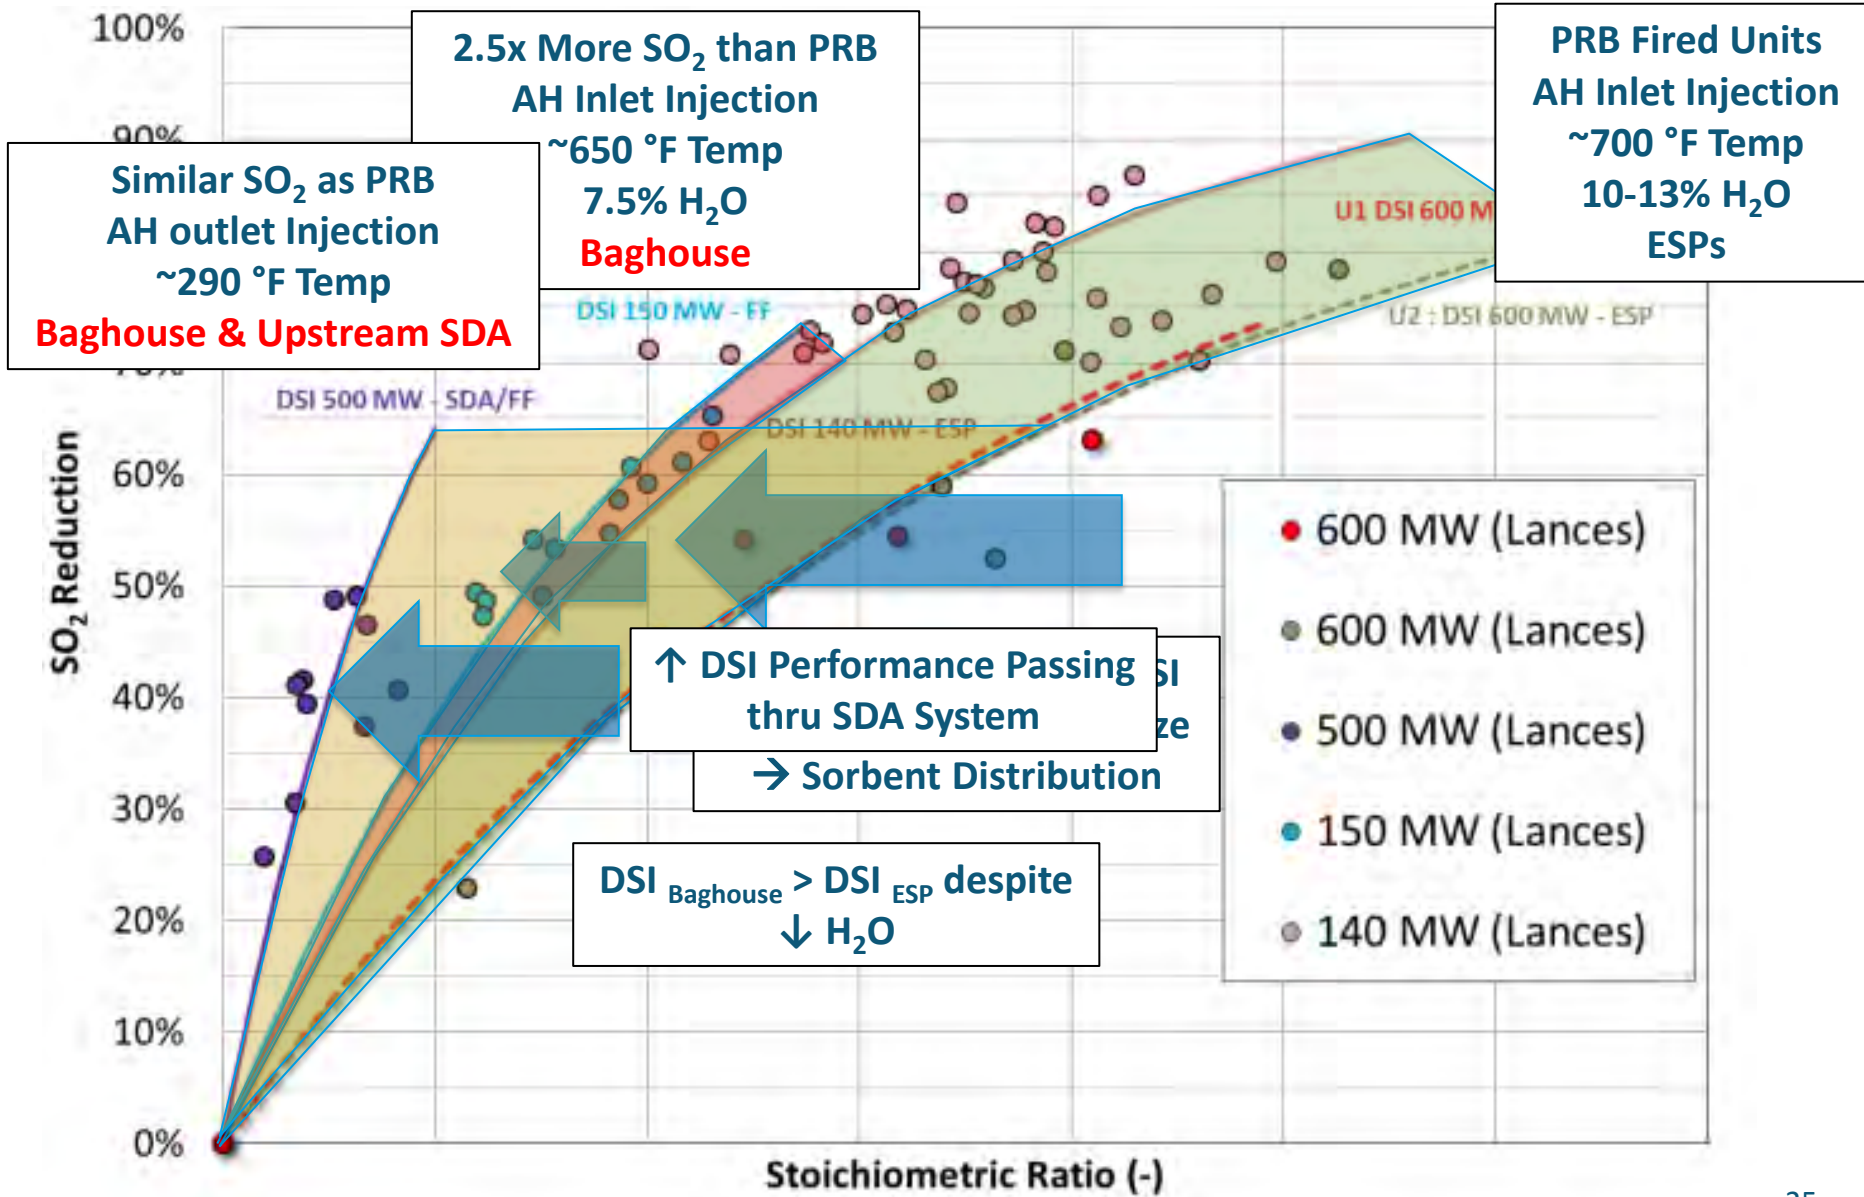 100%
90%
70%
60%
50%
40%
30%
20%
10%
0%
SO2 Reduction
Stoichiometric Ratio (-)
2.5x More SO2 than PRB
AH Inlet Injection
~650 °F Temp
7.5% H2O
Baghouse
PRB Fired Units
AH Inlet Injection
~700 °F Temp
10-13% H2O
ESPs
Similar SO2 as PRB
AH outlet Injection
~290 °F Temp
Baghouse & Upstream SDA
DSI 150 MW - FF
U1 DSI 600 M
U2 : DSI 600 MW - ESP
DSI 500 MW - SDA/FF
DSI 140 MW - ESP
600 MW (Lances)
600 MW (Lances)
500 MW (Lances)
150 MW (Lances)
140 MW (Lances)
↑ DSI Performance Passing
thru SDA System
→ Sorbent Distribution
DSI Baghouse > DSI ESP despite
↓ H2O